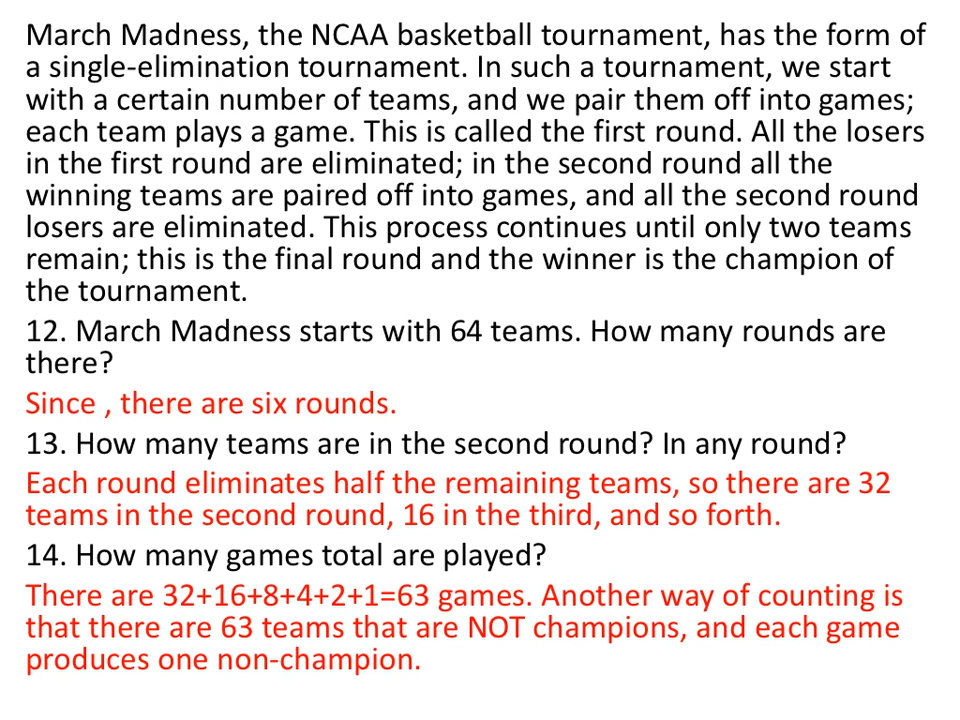 March Madness, the NCAA basketball tournament, has the form of
a single-elimination tournament. In such a tournament, we start
with a certain number of teams, and we pair them off into games;
each team plays a game. This is called the first round. All the losers
in the first round are eliminated; in the second round all the
winning teams are paired off into games, and all the second round
losers are eliminated. This process continues until only two teams
remain; this is the final round and the winner is the champion of
the tournament.
12. March Madness starts with 64 teams. How many rounds are
there?
Since , there are six rounds.
13. How many teams are in the second round? In any round?
Each round eliminates half the remaining teams, so there are 32
teams in the second round, 16 in the third, and so forth.
14. How many games total are played?
There are 32+16+8+4+2+1=63 games. Another way of counting is
that there are 63 teams that are NOT champions, and each game
produces one non-champion.